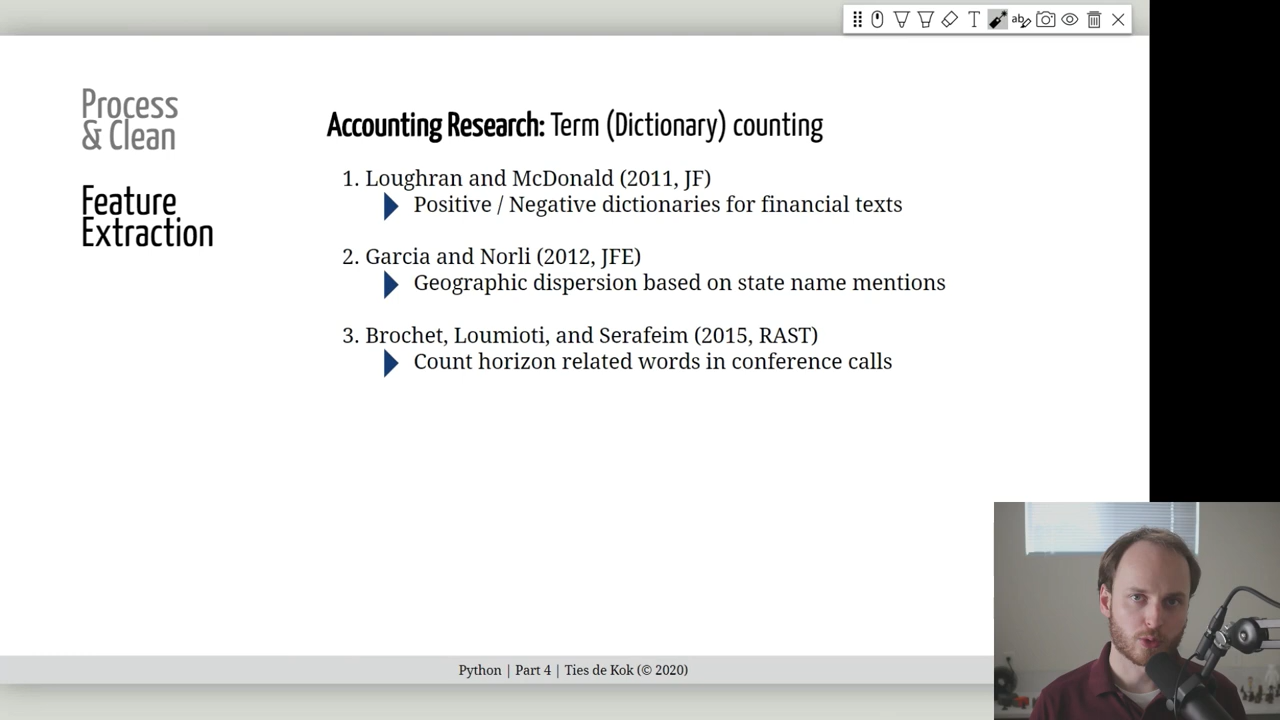 Process
& Clean
Feature
Extraction
Accounting Research: Term (Dictionary) counting
1. Loughran and McDonald (2011, JF)
Positive / Negative dictionaries for financial texts
2. Garcia and Norli (2012, JFE)
Geographic dispersion based on state name mentions
3. Brochet, Loumioti, and Serafeim (2015, RAST)
Count horizon related words in conference calls
Python | Part 4 | Ties de Kok (© 2020)
T
ab